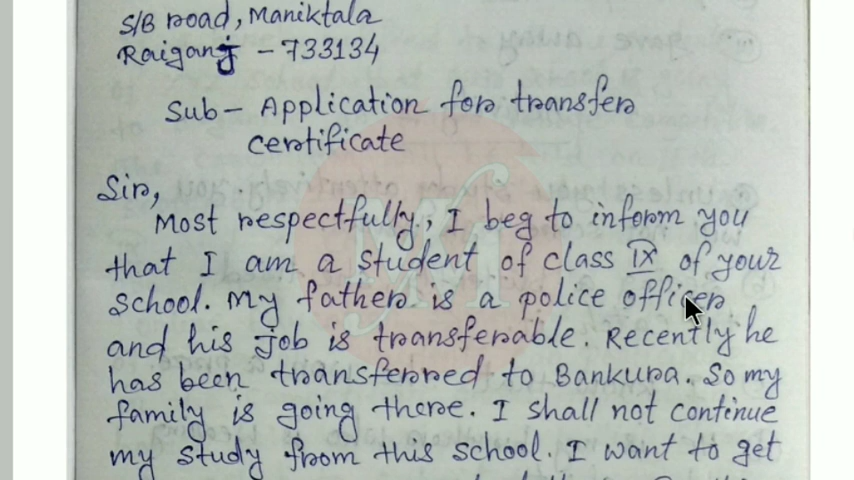 S/B road, Maniktala
Raiganj - 733134
Sub - Application for transfer
certificate
Sir,
Most respectfully, I beg to inform you
that I am a student of class IX of your
school. My father is a police officer
and his job is transferable. Recently he
has been transferred to Bankura. So my
family is going there. I shall not continue
my study from this school. I want to get